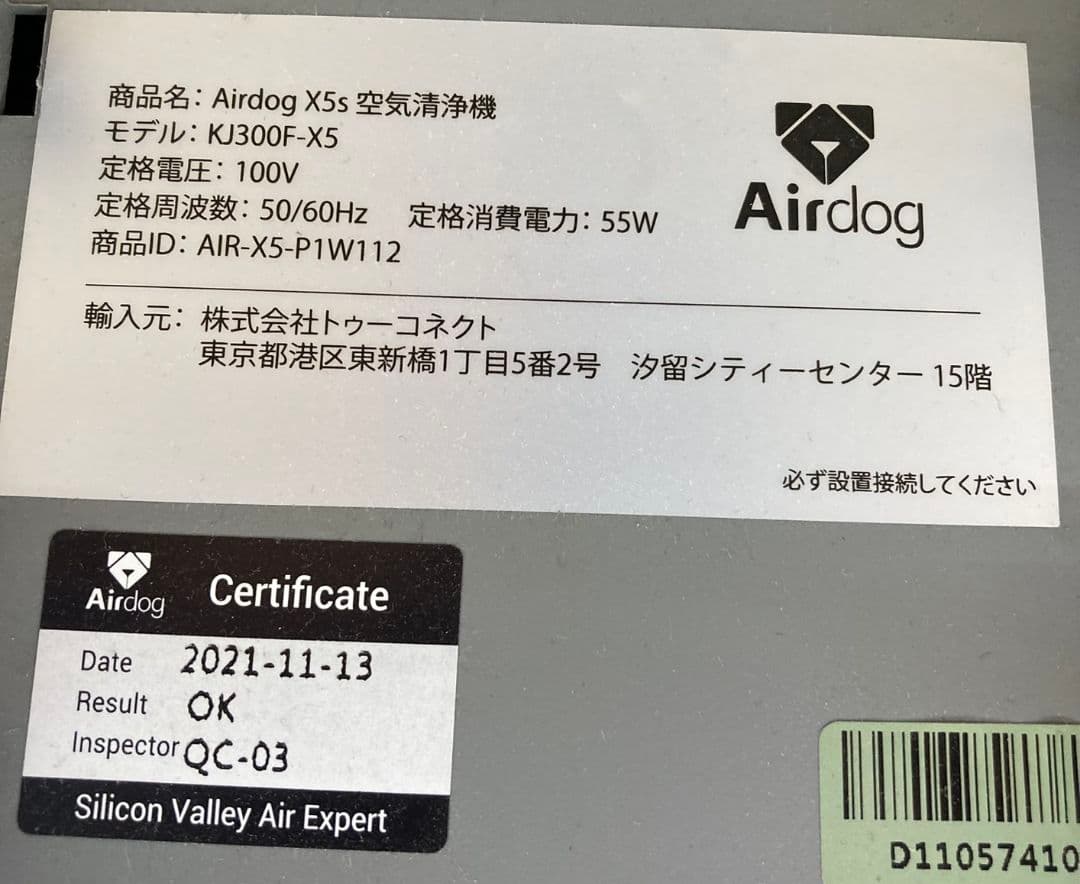 商品名: Airdog X5s 空気清浄機
モデル: KJ300F-X5
定格電圧: 100V
定格周波数: 50/60Hz 定格消費電力: 55W
商品ID: AIR-X5-P1W112
Airdog
輸入元: 株式会社トゥーコネクト
東京都港区東新橋1丁目5番2号 汐留シティーセンター 15階
必ず設置接続してください
Airdog Certificate
Date 2021-11-13
Result OK
Inspector QC-03
Silicon Valley Air Expert
D11057410